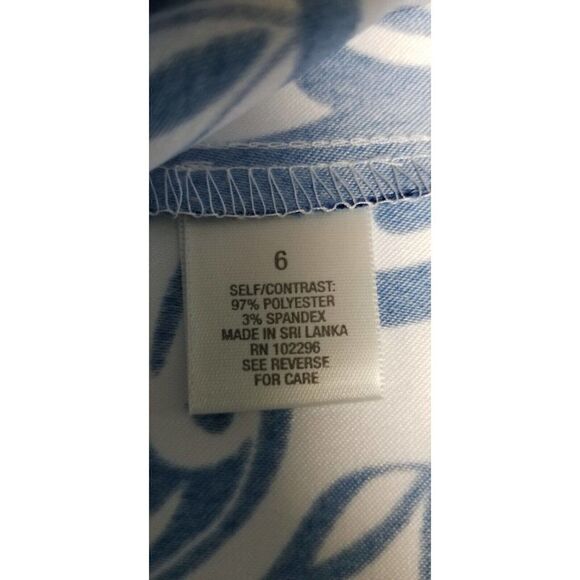 6
SELF/CONTRAST:
97% POLYESTER
3% SPANDEX
MADE IN SRI LANKA
RN 102296
SEE REVERSE
FOR CARE